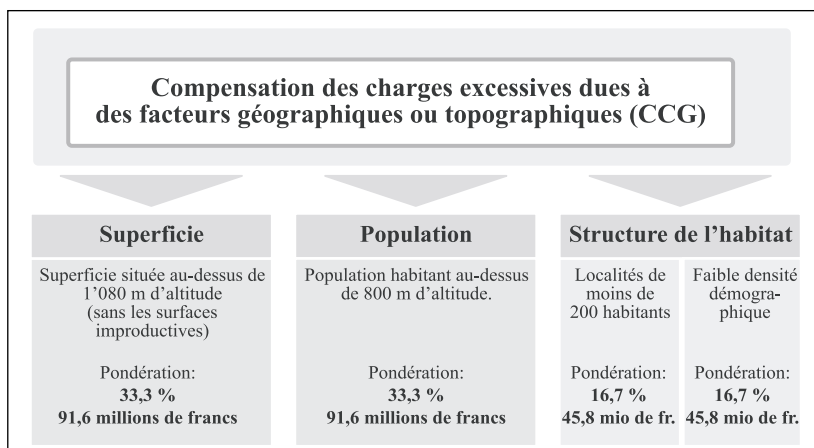 Compensation des charges excessives dues à
des facteurs géographiques ou topographiques (CCG)
Superficie
Superficie située au-dessus de
1’080 m d’altitude
(sans les surfaces
improductives)
Pondération:
33,3 %
91,6 millions de francs
Population
Population habitant au-dessus
de 800 m d’altitude.
Pondération:
33,3 %
91,6 millions de francs
Structure de l’habitat
Localités de
moins de
200 habitants
Pondération:
16,7 %
45,8 mio de fr.
Faible densité
démogra-
phique
Pondération:
16,7 %
45,8 mio de fr.